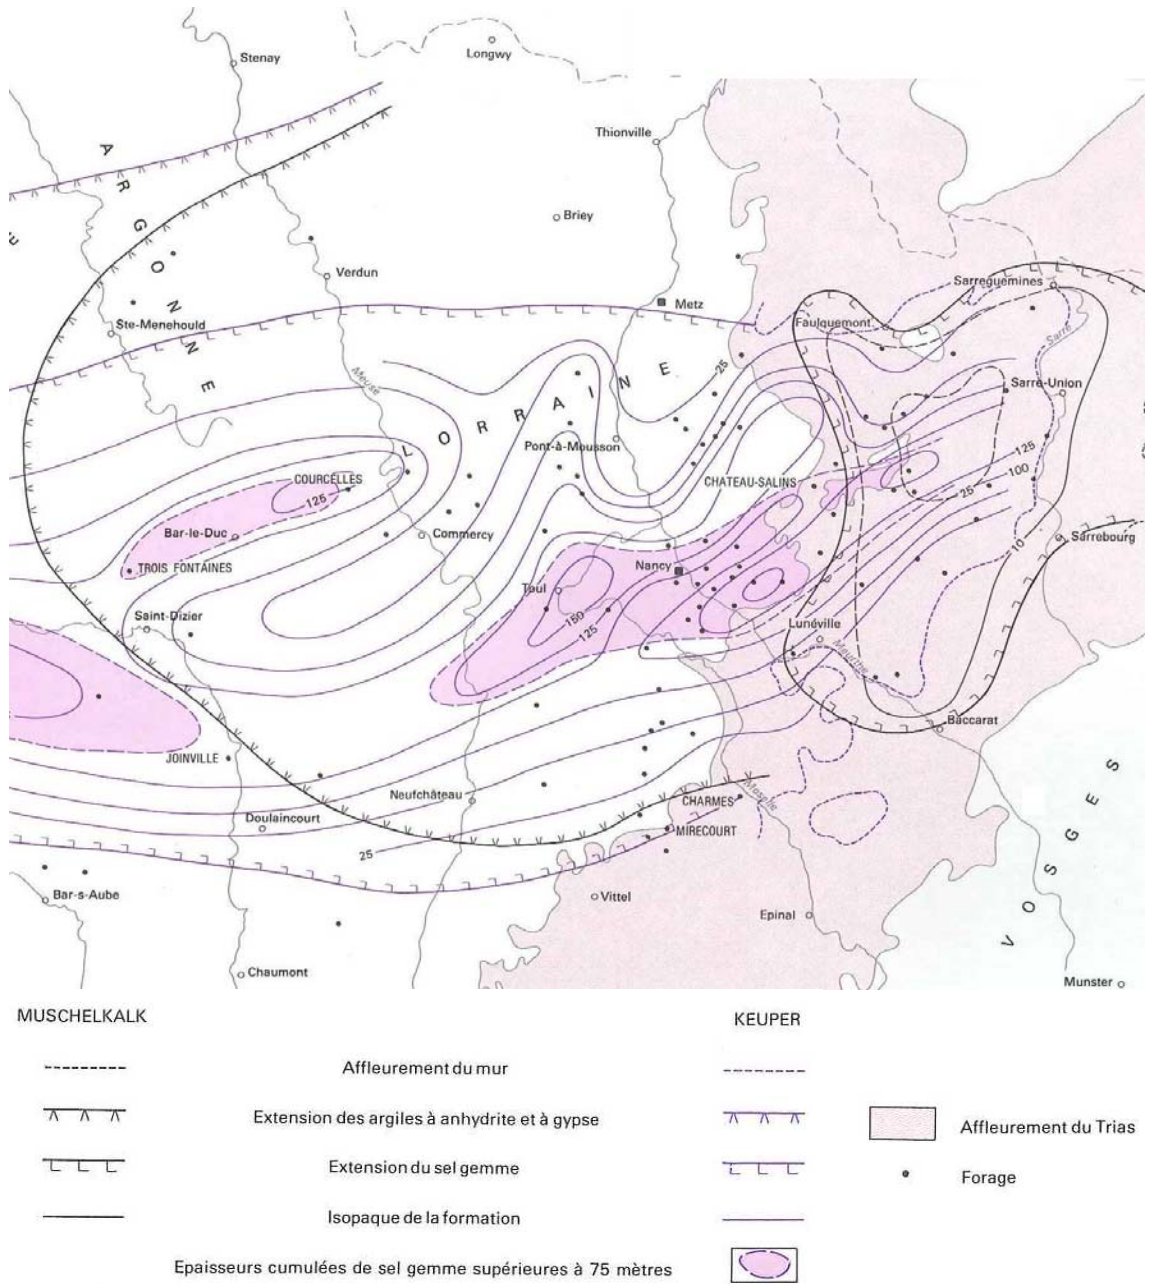 Stenay
Longwy
Thionville
ARGONNE
Briey
Verdun
Metz
Sarreguemines
Faulquemont
Ste-Menehould
Sarre
Meuse
LORRAINE
25
Sarre-Union
Pont-à-Mousson
COURCELLES
125
CHATEAU-SALINS
125
100
25
Bar-le-Duc
Commercy
Sarrebourg
10
TROIS FONTAINES
Nancy
Toul
Saint-Dizier
150
125
Lunéville
Meurthe
Baccarat
JOINVILLE
Neufchâteau
CHARMES
Moselle
VOSGES
Doulaincourt
MIRECOURT
25
Bar-s-Aube
Vittel
Epinal
Chaumont
Munster
MUSCHELKALK
KEUPER
Affleurement du mur
Extension des argiles à anhydrite et à gypse
Affleurement du Trias
Extension du sel gemme
Forage
Isopaque de la formation
Epaisseurs cumulées de sel gemme supérieures à 75 mètres